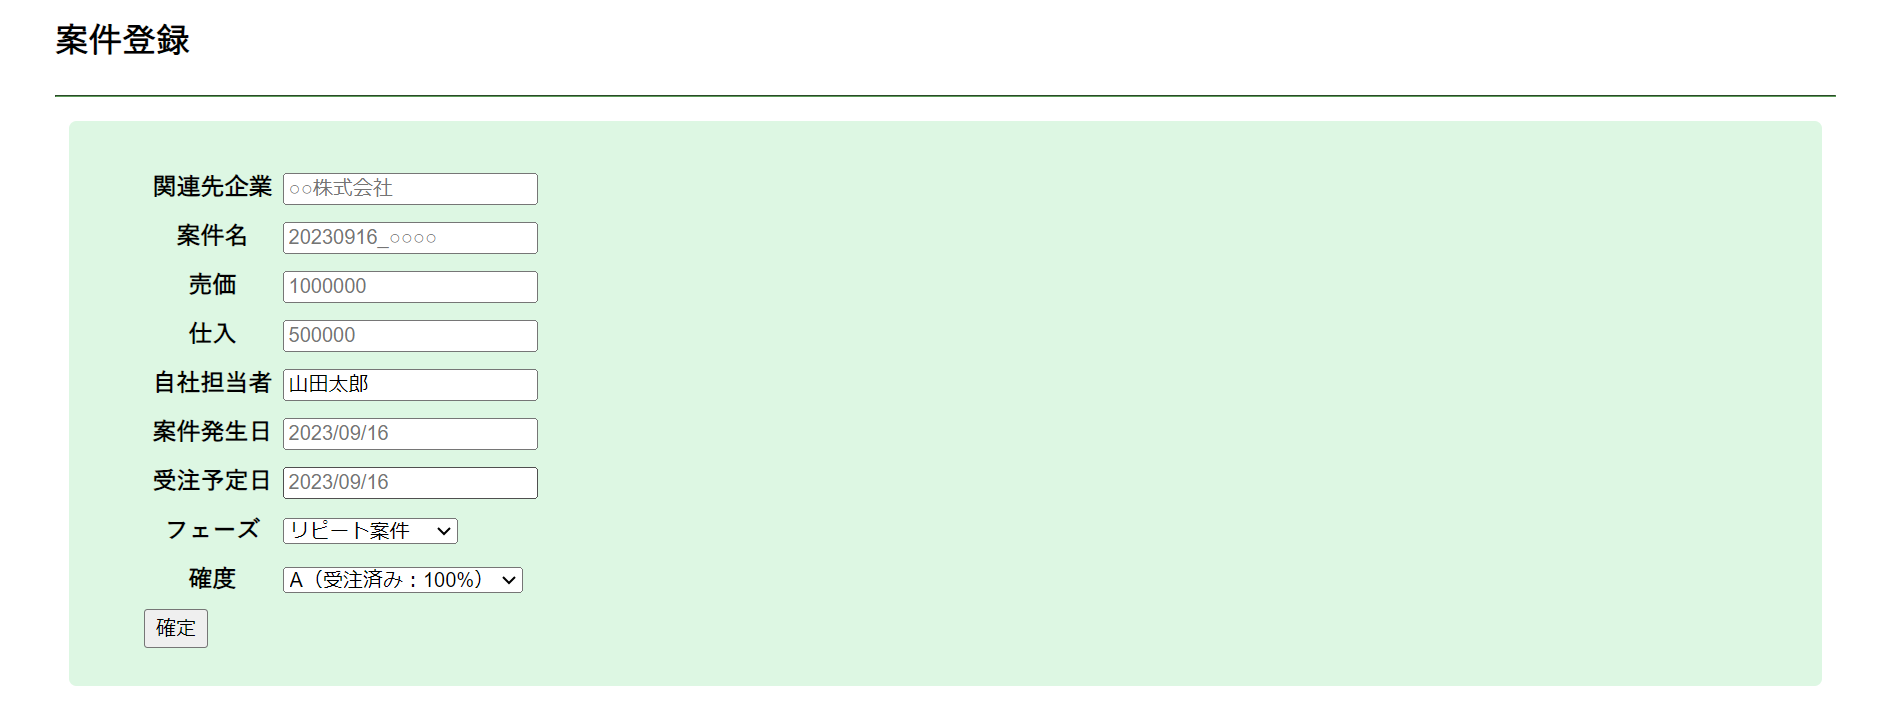 案件登録
関連先企業 ○○株式会社
案件名 20230916_○○○○
売価 1000000
仕入 500000
自社担当者 山田太郎
案件発生日 2023/09/16
受注予定日 2023/09/16
フェーズ リピート案件
確度 A（受注済み：100%）
確定